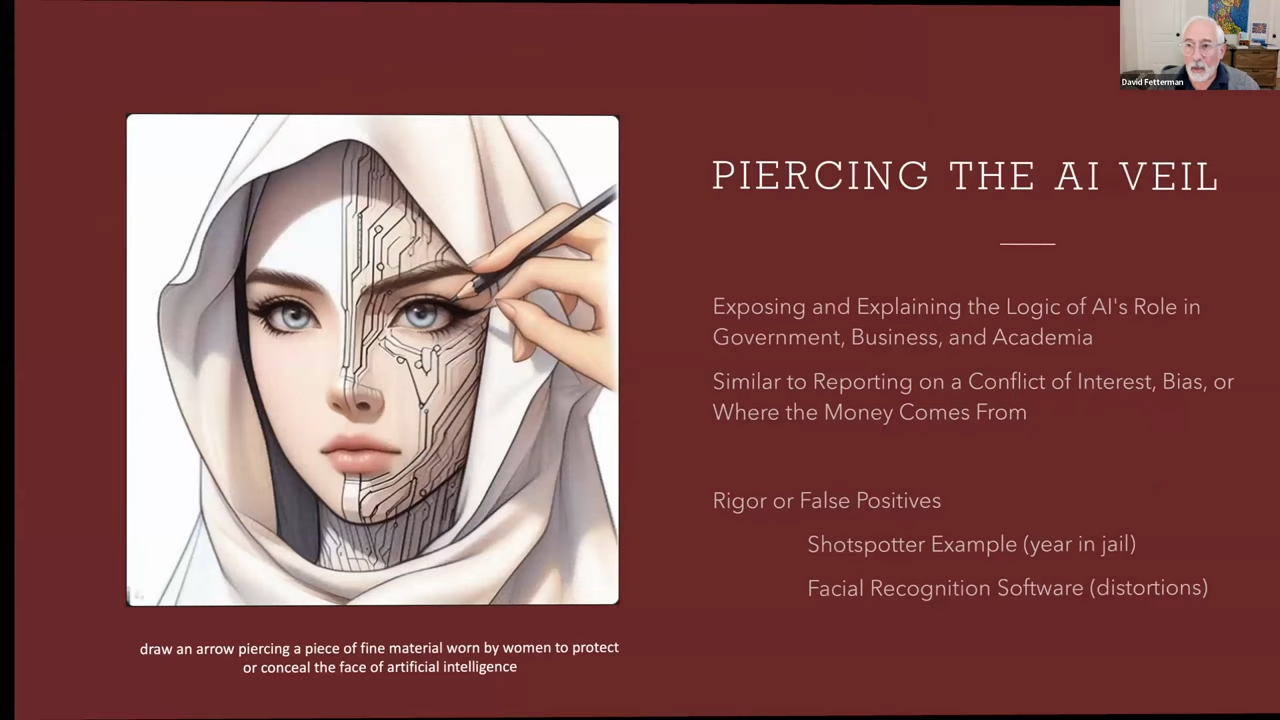 David Fetterman
PIERCING THE AI VEIL
Exposing and Explaining the Logic of AI's Role in
Government, Business, and Academia
Similar to Reporting on a Conflict of Interest, Bias, or
Where the Money Comes From
Rigor or False Positives
Shotspotter Example (year in jail)
Facial Recognition Software (distortions)
draw an arrow piercing a piece of fine material worn by women to protect
or conceal the face of artificial intelligence